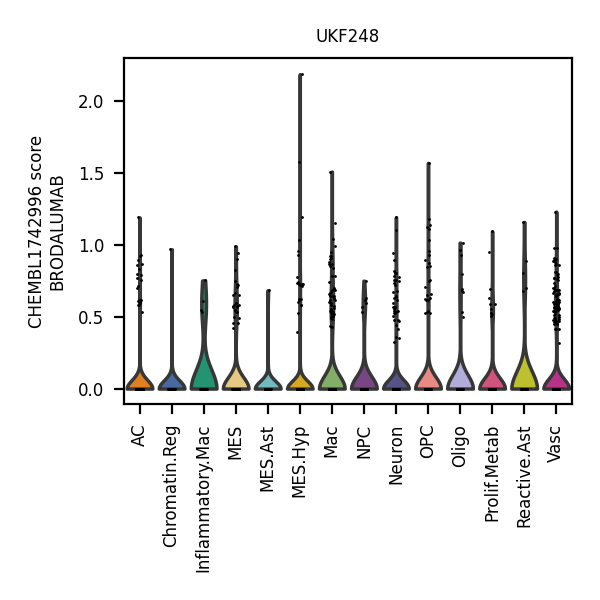 UKF248
CHEMBL1742996 score
BRODALUMAB
2.0
1.5
1.0
0.5
0.0
AC
Chromatin.Reg
Inflammatory.Mac
MES
MES.Ast
MES.Hyp
Mac
NPC
Neuron
OPC
Oligo
Prolif.Metab
Reactive.Ast
Vasc